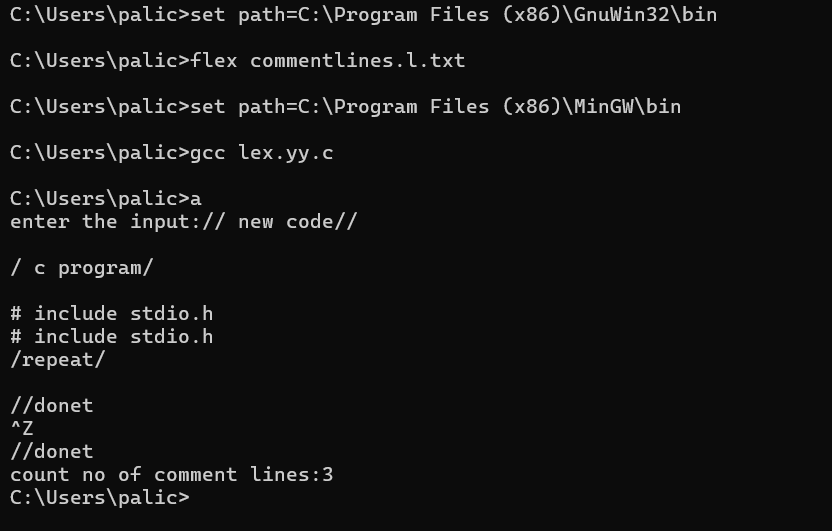 C:\Users\palic>set path=C:\Program Files (x86)\GnuWin32\bin
C:\Users\palic>flex commentlines.l.txt
C:\Users\palic>set path=C:\Program Files (x86)\MinGW\bin
C:\Users\palic>gcc lex.yy.c
C:\Users\palic>a
enter the input:// new code//
/ c program/
# include stdio.h
# include stdio.h
/repeat/
//donet
^Z
//donet
count no of comment lines:3
C:\Users\palic>